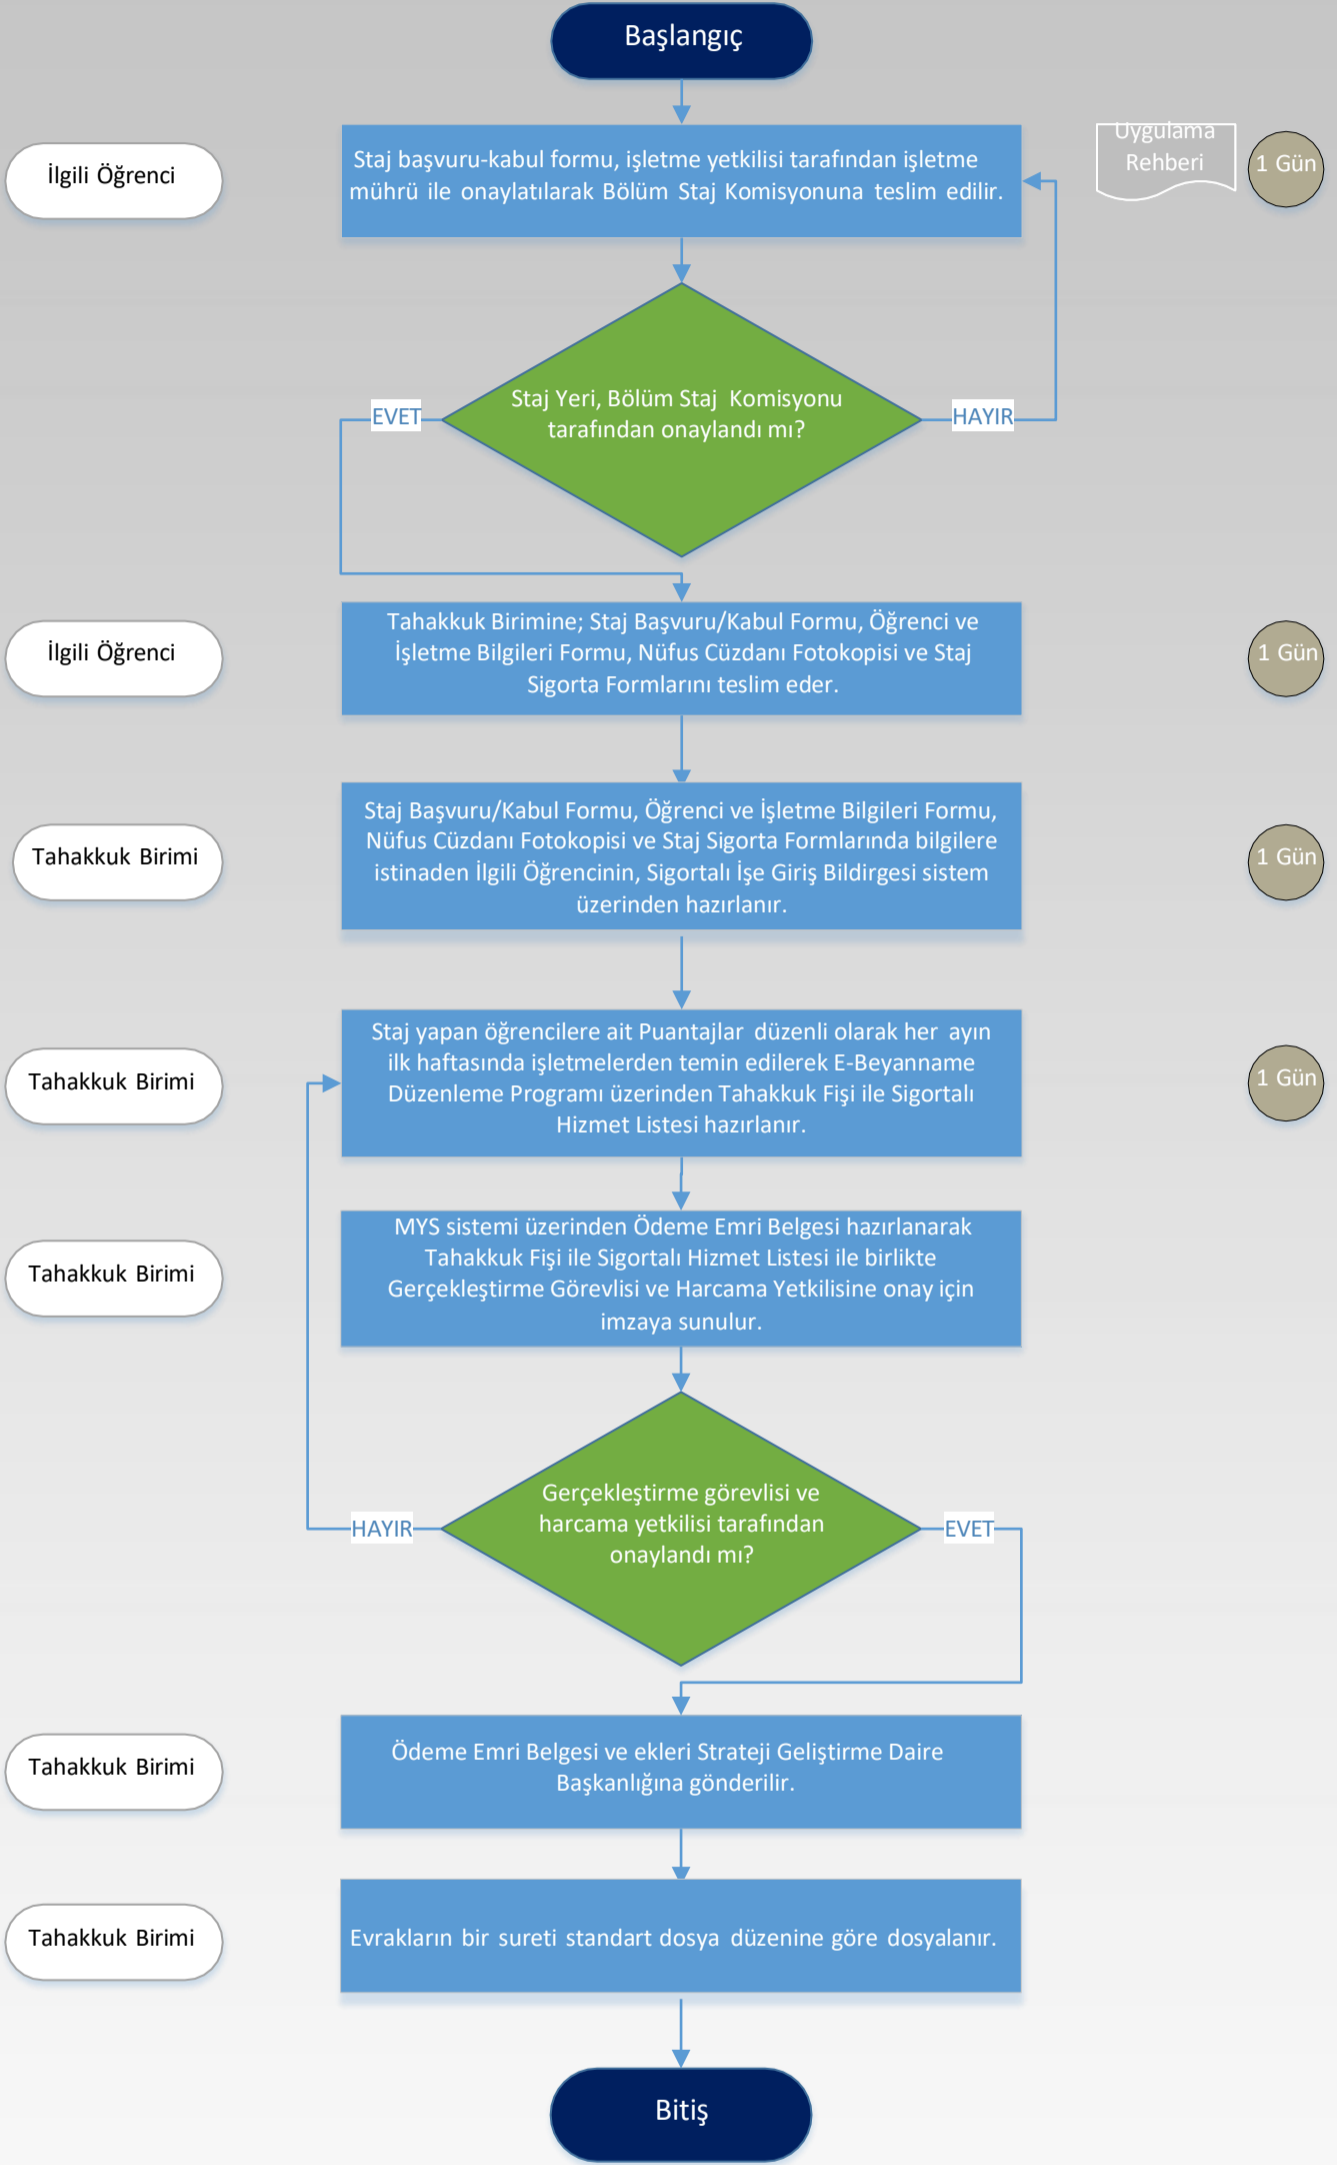 Başlangıç
İlgili Öğrenci
Staj başvuru-kabul formu, işletme yetkilisi tarafından işletme
mührü ile onaylatılarak Bölüm Staj Komisyonuna teslim edilir.
Uygulama
Rehberi
1 Gün
Staj Yeri, Bölüm Staj Komisyonu
tarafından onaylandı mı?
EVET
HAYIR
İlgili Öğrenci
Tahakkuk Birimine; Staj Başvuru/Kabul Formu, Öğrenci ve
İşletme Bilgileri Formu, Nüfus Cüzdanı Fotokopisi ve Staj
Sigorta Formlarını teslim eder.
1 Gün
Tahakkuk Birimi
Staj Başvuru/Kabul Formu, Öğrenci ve İşletme Bilgileri Formu,
Nüfus Cüzdanı Fotokopisi ve Staj Sigorta Formlarında bilgilere
istinaden İlgili Öğrencinin, Sigortalı İşe Giriş Bildirgesi sistem
üzerinden hazırlanır.
1 Gün
Tahakkuk Birimi
Staj yapan öğrencilere ait Puantajlar düzenli olarak her ayın
ilk haftasında işletmelerden temin edilerek E-Beyanname
Düzenleme Programı üzerinden Tahakkuk Fişi ile Sigortalı
Hizmet Listesi hazırlanır.
1 Gün
Tahakkuk Birimi
MYS sistemi üzerinden Ödeme Emri Belgesi hazırlanarak
Tahakkuk Fişi ile Sigortalı Hizmet Listesi ile birlikte
Gerçekleştirme Görevlisi ve Harcama Yetkilisine onay için
imzaya sunulur.
Gerçekleştirme görevlisi ve
harcama yetkilisi tarafından
onaylandı mı?
HAYIR
EVET
Tahakkuk Birimi
Ödeme Emri Belgesi ve ekleri Strateji Geliştirme Daire
Başkanlığına gönderilir.
Tahakkuk Birimi
Evrakların bir sureti standart dosya düzenine göre dosyalanır.
Bitiş